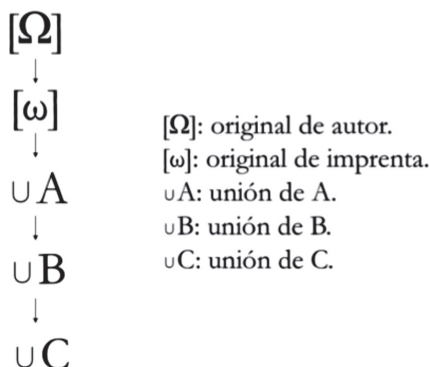 [Ω]
↓
[ω]
↓
∪A
↓
∪B
↓
∪C
[Ω]: original de autor.
[ω]: original de imprenta.
∪A: unión de A.
∪B: unión de B.
∪C: unión de C.